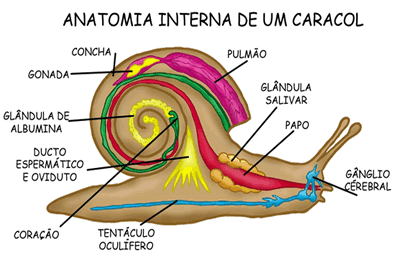 ANATOMIA INTERNA DE UM CARACOL
CONCHA
GONADA
PULMÃO
GLÂNDULA DE
ALBUMINA
GLÂNDULA
SALIVAR
PAPO
DUCTO
ESPERMÁTICO
E OVIDUTO
GÂNGLIO
CÉREBRAL
CORAÇÃO
TENTÁCULO
OCULÍFERO